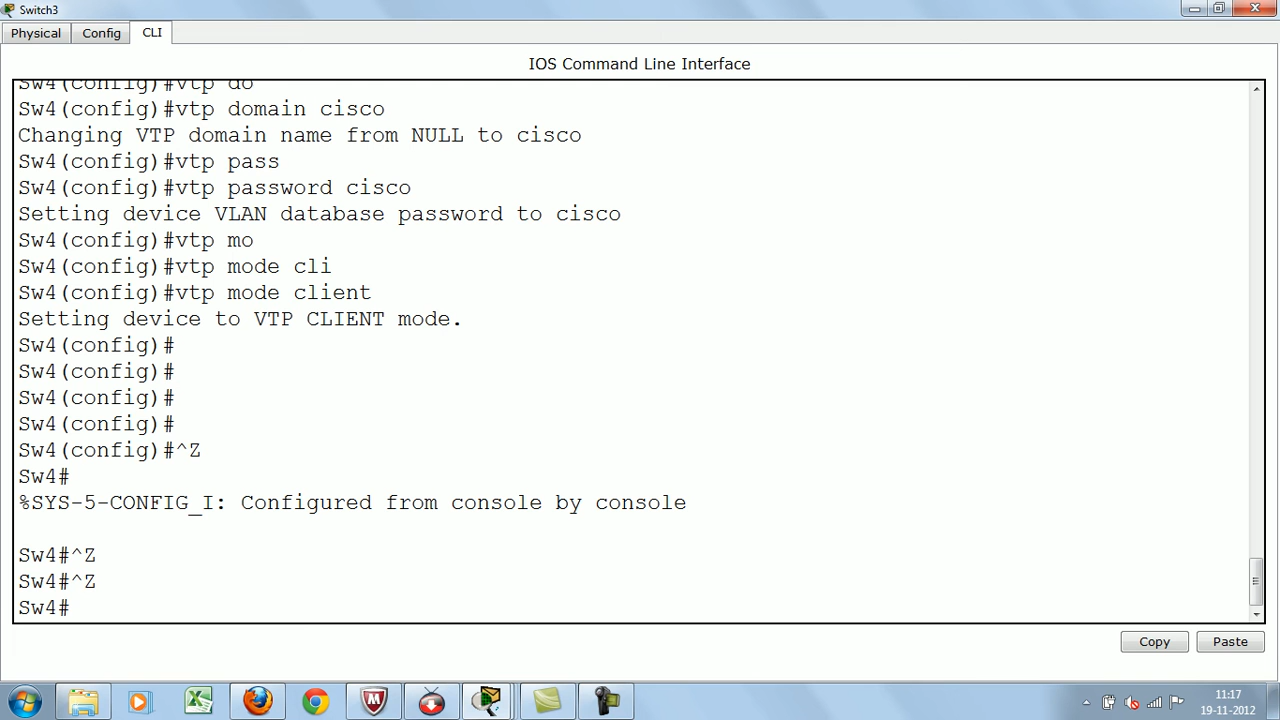 Switch3
Physical
Config
CLI
IOS Command Line Interface
Sw4(config)#vtp do
Sw4(config)#vtp domain cisco
Changing VTP domain name from NULL to cisco
Sw4(config)#vtp pass
Sw4(config)#vtp password cisco
Setting device VLAN database password to cisco
Sw4(config)#vtp mo
Sw4(config)#vtp mode cli
Sw4(config)#vtp mode client
Setting device to VTP CLIENT mode.
Sw4(config)#
Sw4(config)#
Sw4(config)#
Sw4(config)#
Sw4(config)#^Z
Sw4#
%SYS-5-CONFIG_I: Configured from console by console
Sw4#^Z
Sw4#^Z
Sw4#
Copy
Paste
11:17
19-11-2012